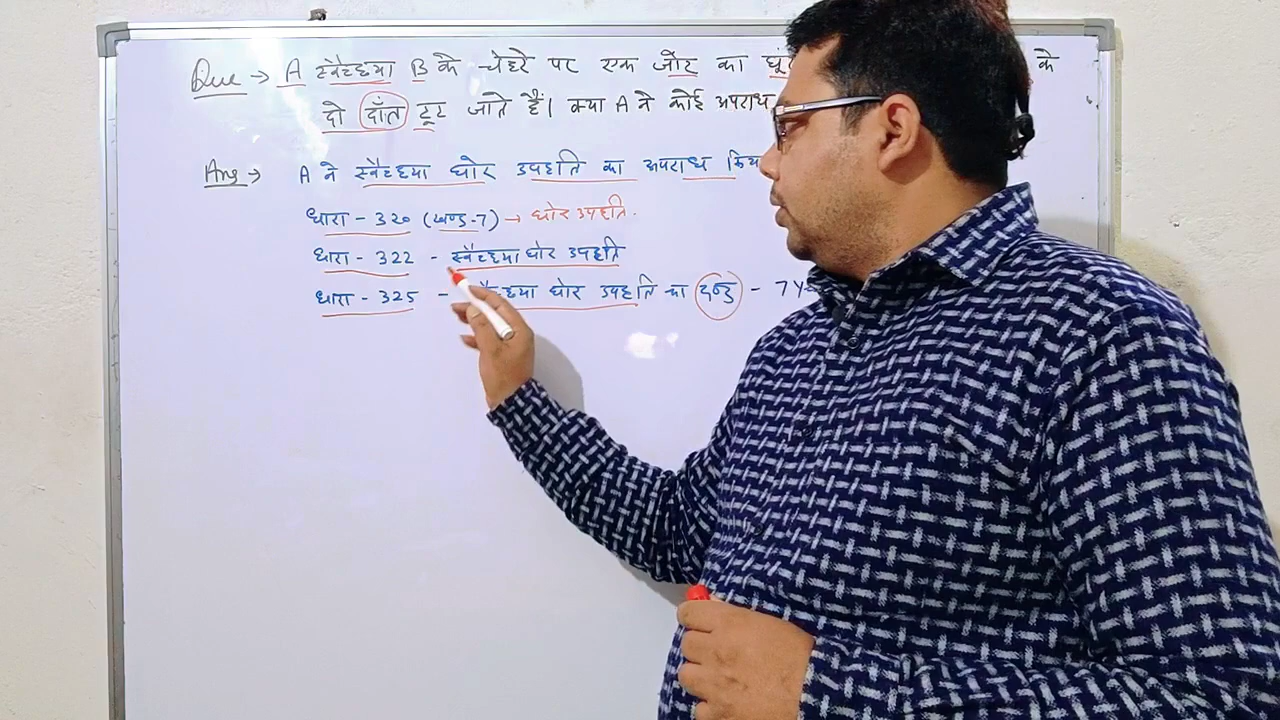 Que → A स्वैच्छया B के चेहरे पर एक जोर का घूं के
दो दाँत टूट जाते हैं। क्या A ने कोई अपराध
Ans → A ने स्वैच्छया घोर उपहति का अपराध किय
धारा - 320 (खण्ड-7) → घोर उपहति.
धारा - 322 - स्वैच्छया घोर उपहति
धारा - 325 - च्छया घोर उपहति का दण्ड - 7 Y